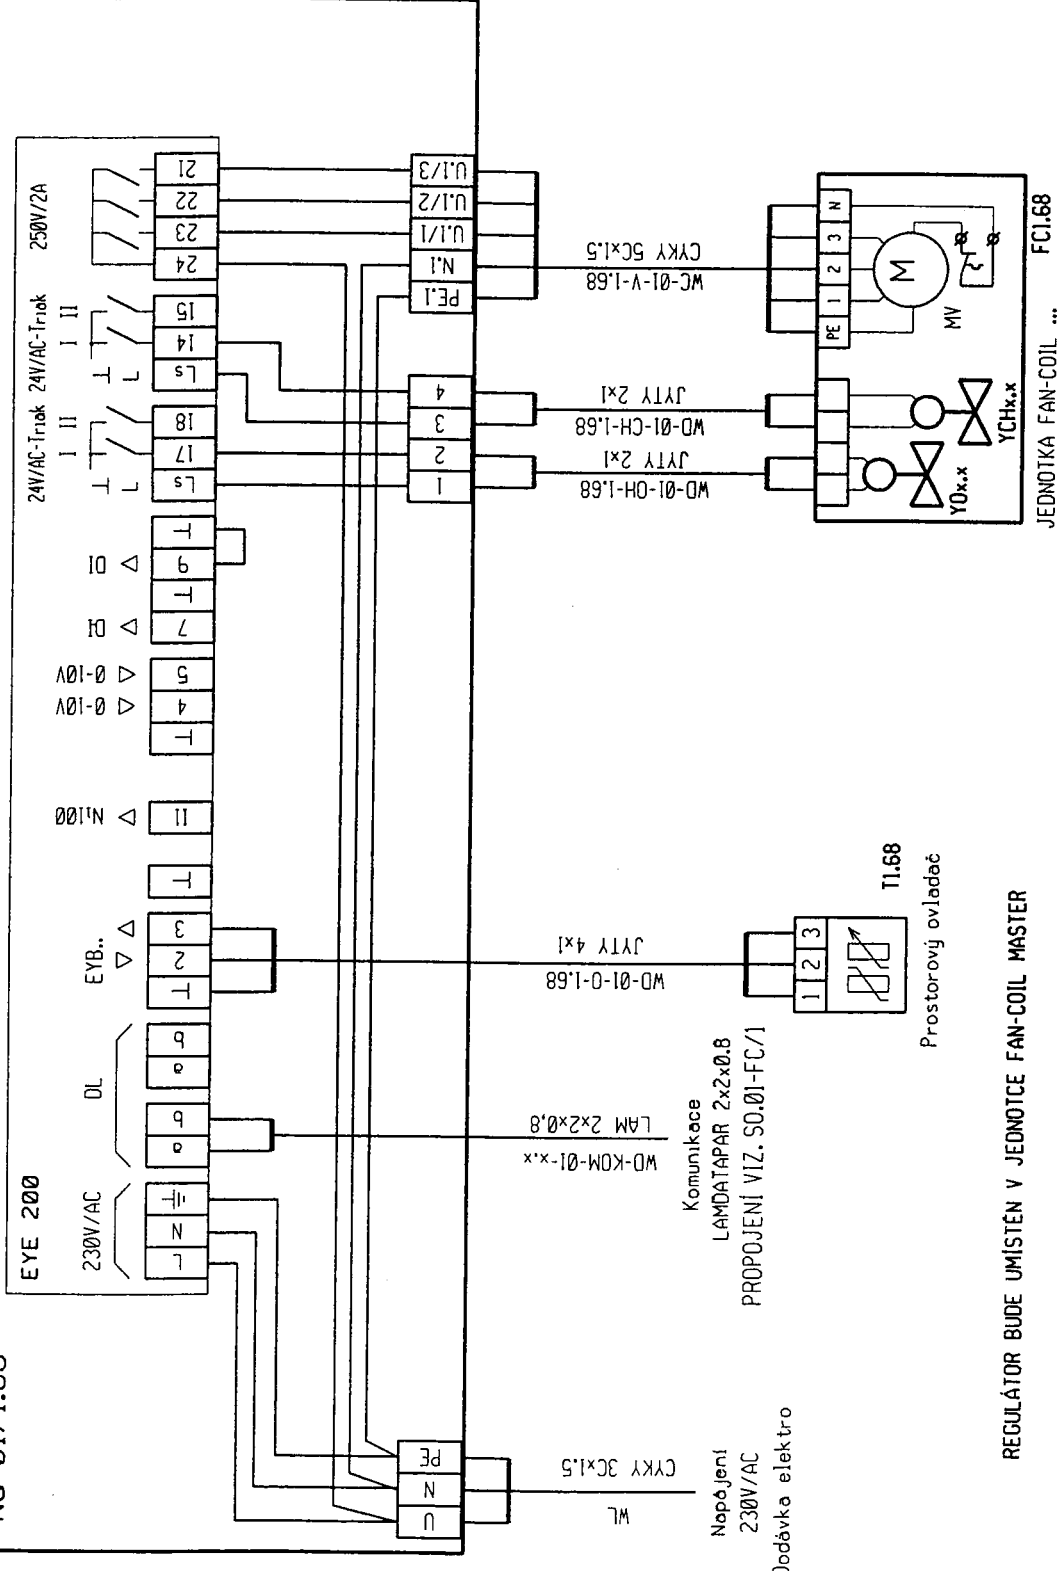 EYE 200
230V/AC
DL
EYB..
Ni100
0-10V
0-10V
DI
DI
24V/AC-Triak
I
II
24V/AC-Triak
I
II
250V/2A
L
N
a
b
a
b
2
3
11
4
5
7
9
Ls
17
18
Ls
14
15
24
23
22
21
U
N
PE
1
2
3
4
PE.1
N.1
U.1/1
U.1/2
U.1/3
WL
CYKY 3Cx1.5
Napájení
230V/AC
Dodávka elektro
WD-KOM-01-x.x
LAM 2x2x0,8
Komunikace
LAMDATAPAR 2x2x0.8
PROPOJENÍ VIZ. SO.01-FC/1
WD-01-O-1.68
JYTY 4x1
1
2
3
T1.68
Prostorový ovladač
WD-01-OH-1.68
JYTY 2x1
WD-01-CH-1.68
JYTY 2x1
WC-01-V-1.68
CYKY 5Cx1.5
PE
1
2
3
N
M
MV
YOx.x
YCHx.x
JEDNOTKA FAN-COIL ...
FC1.68
REGULÁTOR BUDE UMÍSTĚN V JEDNOTCE FAN-COIL MASTER